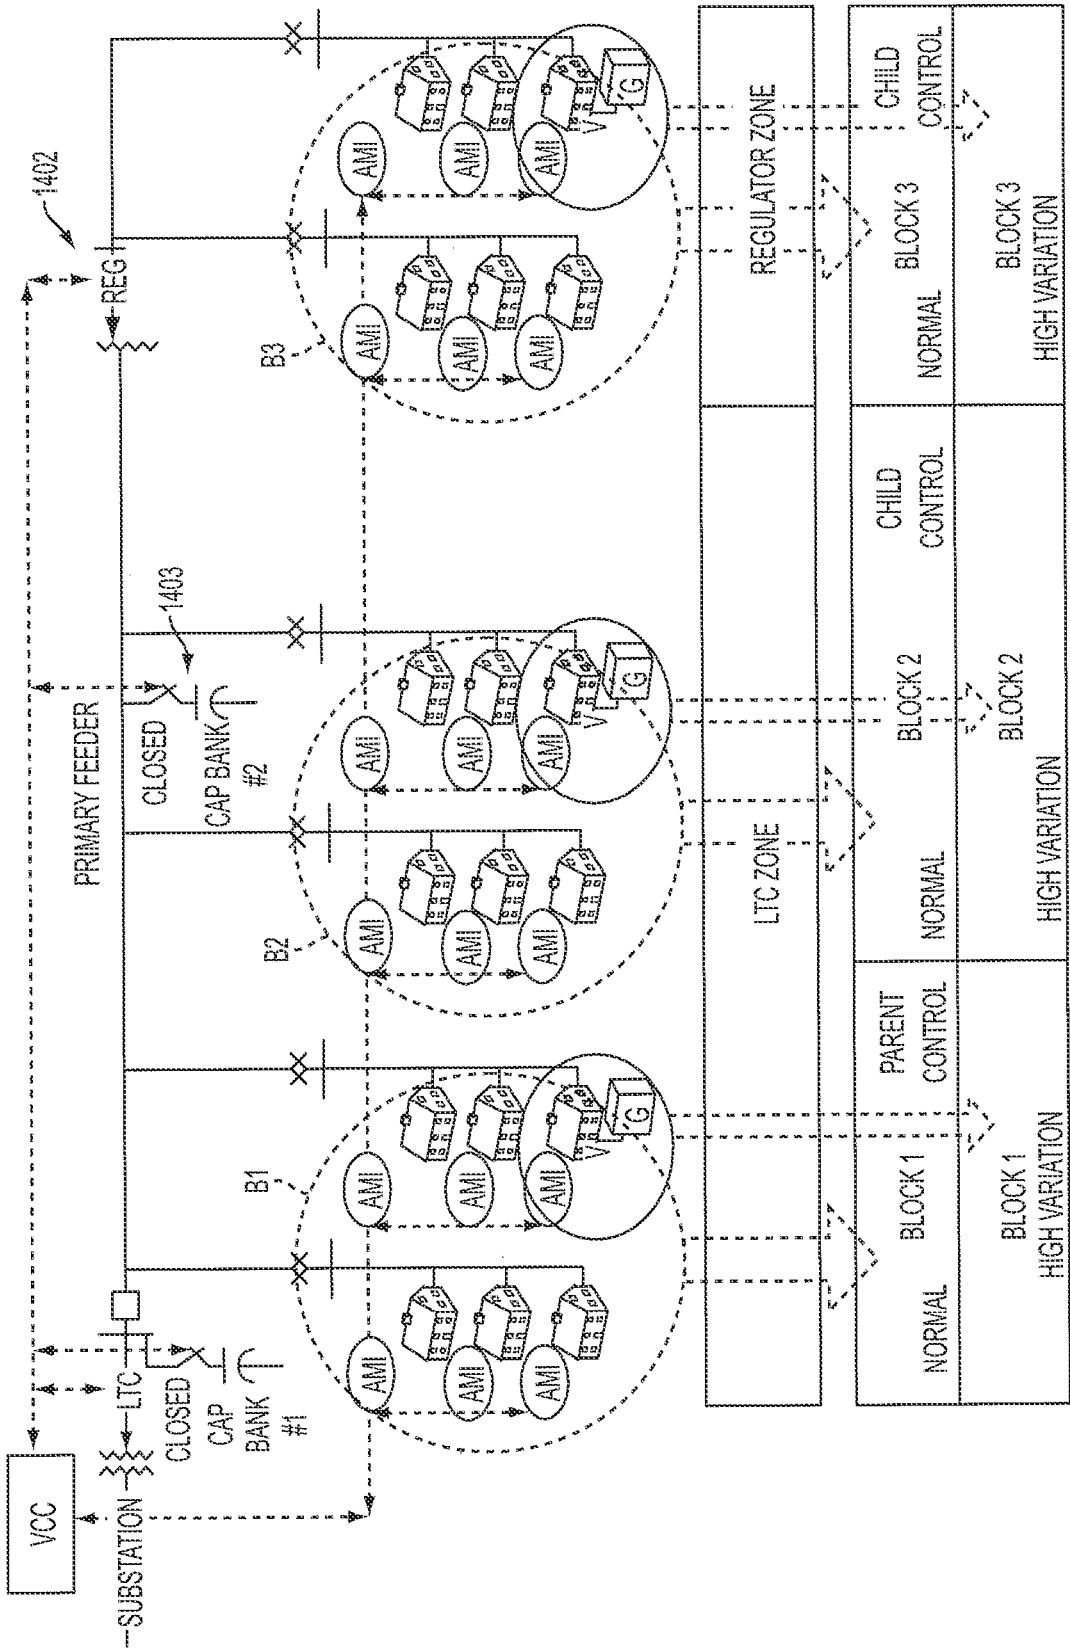 VCC
SUBSTATION
LTC
CLOSED
CAP
BANK
#1
PRIMARY FEEDER
CLOSED
CAP BANK
#2
1403
REG
1402
B1
AMI
AMI
AMI
AMI
AMI
AMI
V
G
B2
AMI
AMI
AMI
AMI
AMI
AMI
V
G
B3
AMI
AMI
AMI
AMI
AMI
AMI
V
G
LTC ZONE
REGULATOR ZONE
PARENT
NORMAL BLOCK 1 CONTROL
CHILD
NORMAL BLOCK 2 CONTROL
CHILD
NORMAL BLOCK 3 CONTROL
BLOCK 1
HIGH VARIATION
BLOCK 2
HIGH VARIATION
BLOCK 3
HIGH VARIATION